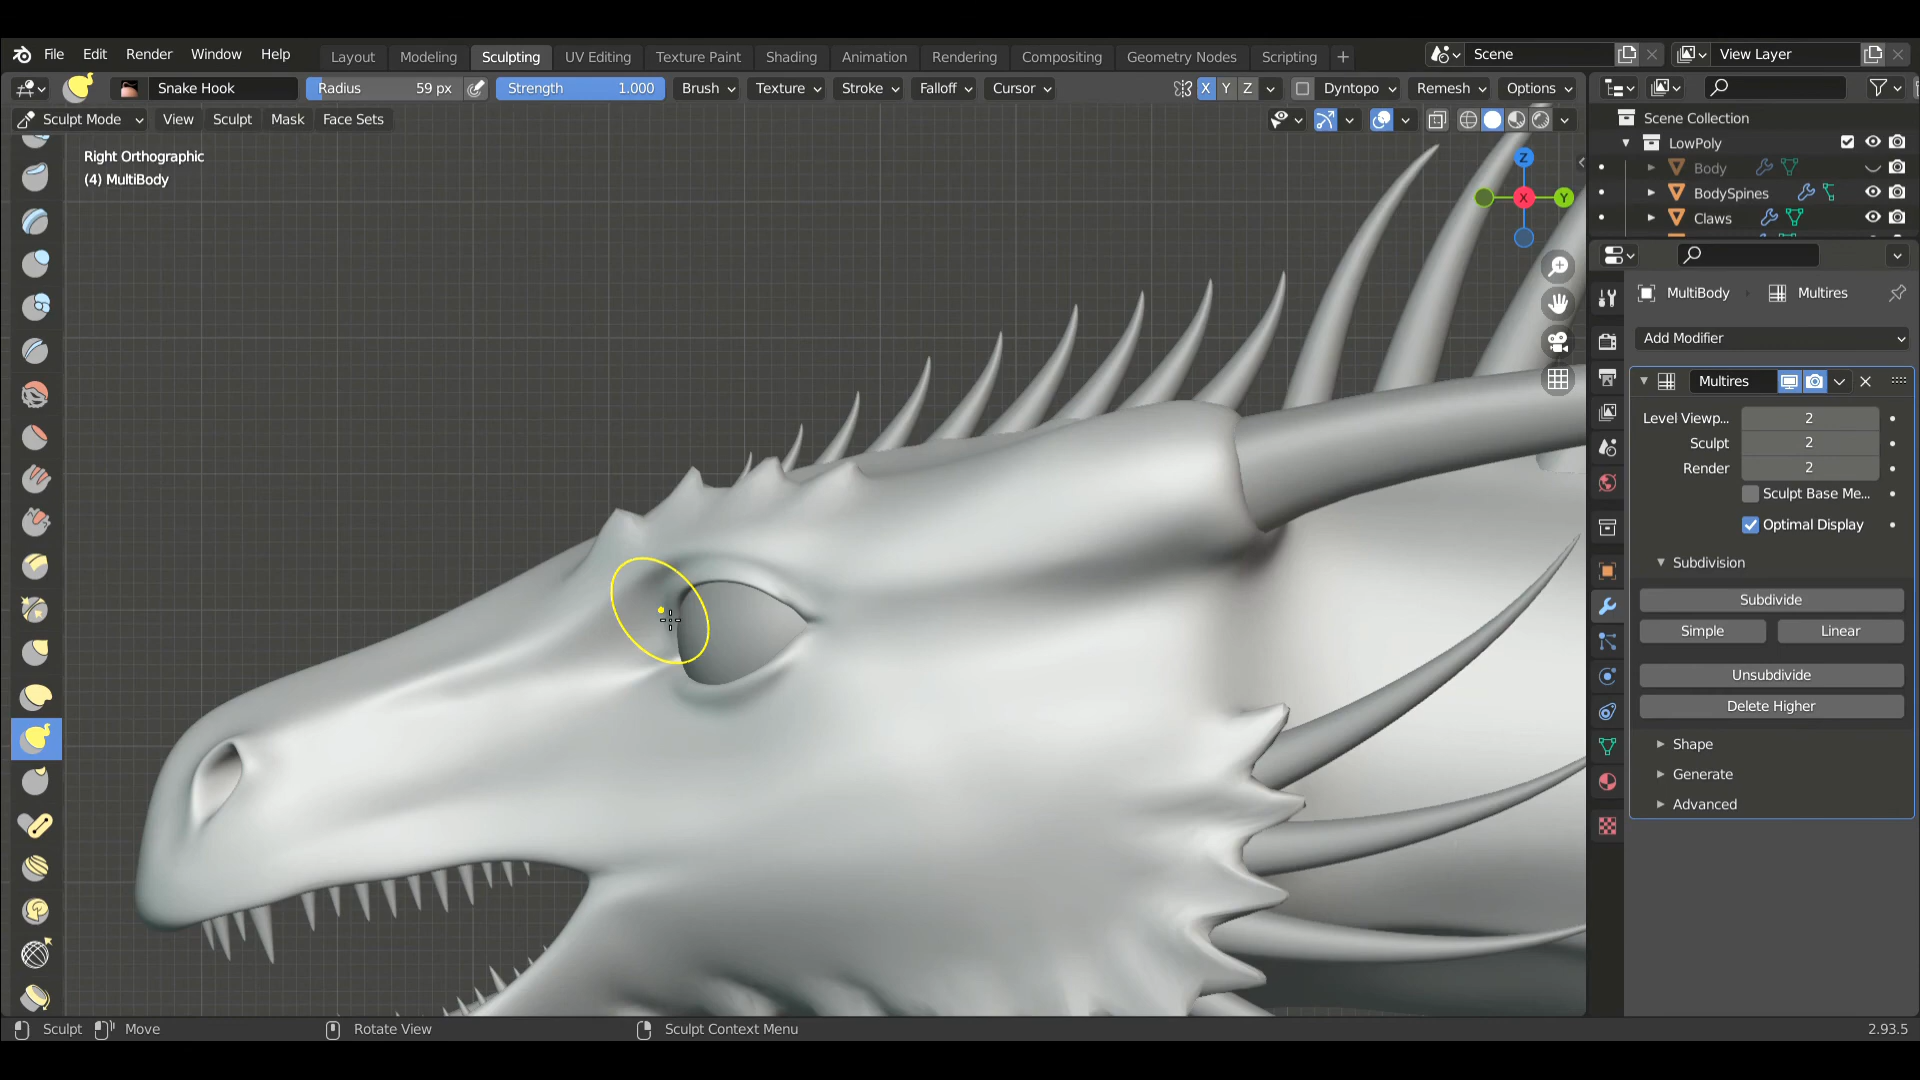 File Edit Render Window Help Layout Modeling Sculpting UV Editing Texture Paint Shading Animation Rendering Compositing Geometry Nodes Scripting + Scene View Layer
Snake Hook Radius 59 px Strength 1.000 Brush Texture Stroke Falloff Cursor X Y Z Dyntopo Remesh Options
Sculpt Mode View Sculpt Mask Face Sets
Scene Collection
LowPoly
Body
BodySpines
Claws
Right Orthographic
(4) MultiBody
Z
X Y
MultiBody Multires
Add Modifier
Multires
Level Viewp... 2
Sculpt 2
Render 2
Sculpt Base Me...
Optimal Display
Subdivision
Subdivide
Simple Linear
Unsubdivide
Delete Higher
Shape
Generate
Advanced
Sculpt Move Rotate View Sculpt Context Menu 2.93.5